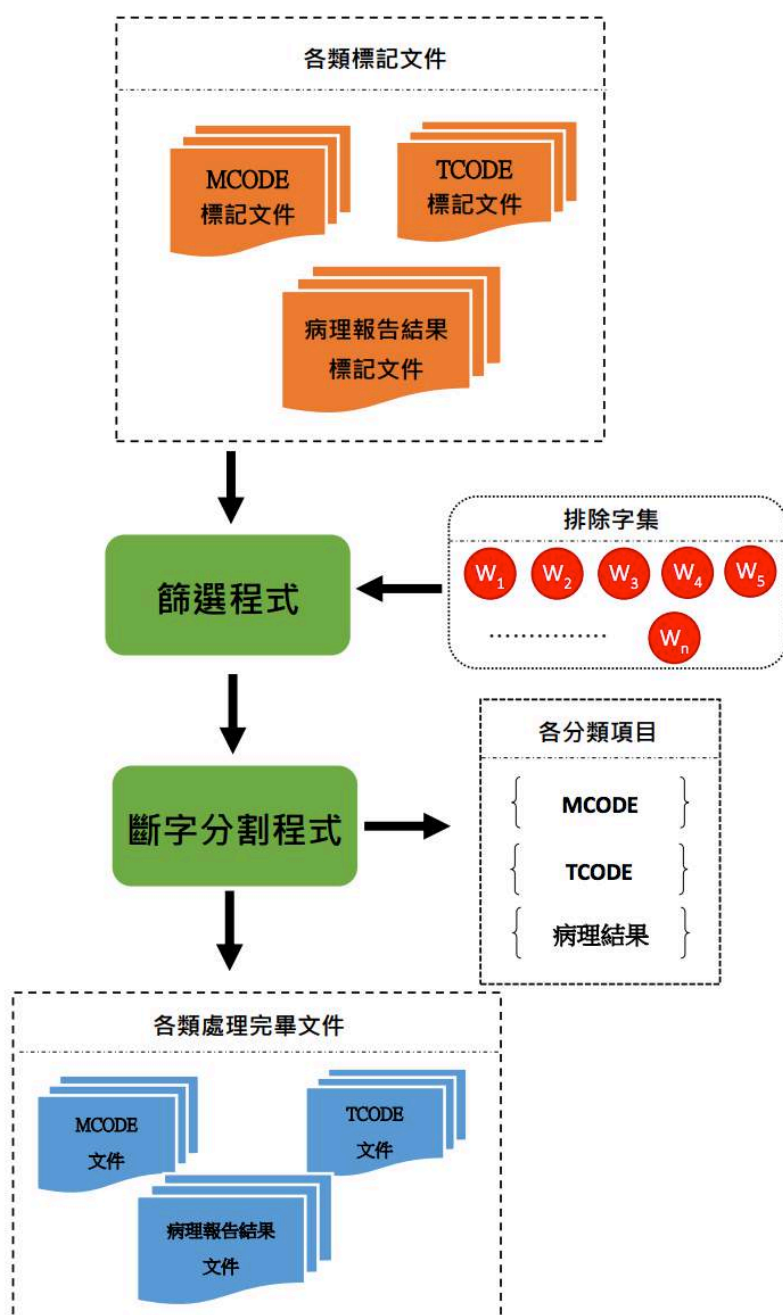 各類標記文件
MCODE
標記文件
TCODE
標記文件
病理報告結果
標記文件
排除字集
W1 W2 W3 W4 W5
............... Wn
篩選程式
各分類項目
{ MCODE }
{ TCODE }
{ 病理結果 }
斷字分割程式
各類處理完畢文件
MCODE
文件
TCODE
文件
病理報告結果
文件